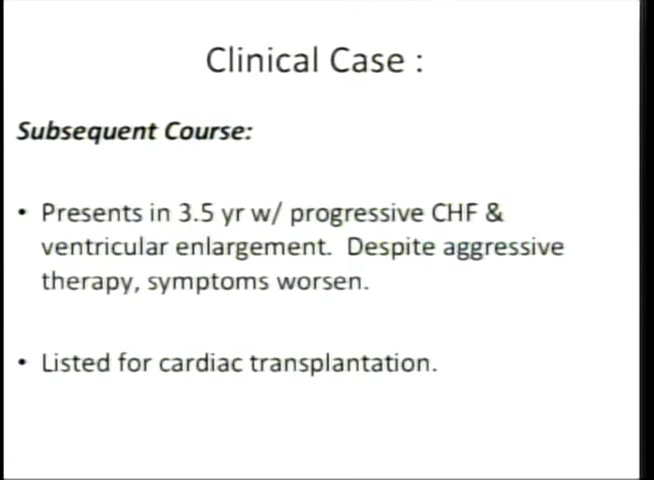 Clinical Case :
Subsequent Course:
• Presents in 3.5 yr w/ progressive CHF &
ventricular enlargement. Despite aggressive
therapy, symptoms worsen.
• Listed for cardiac transplantation.